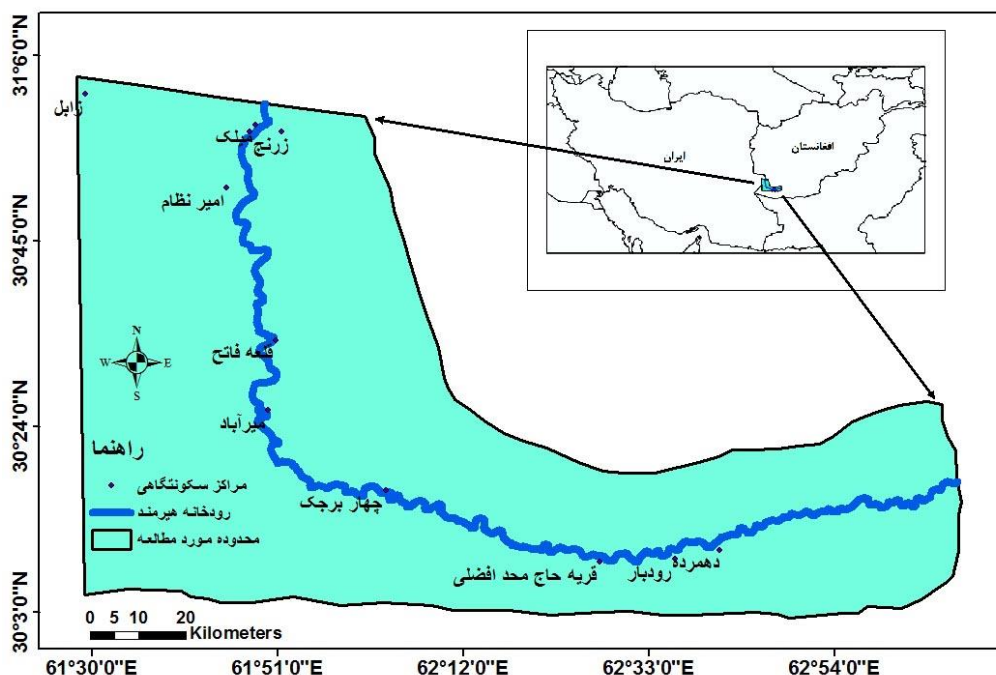 31°6'0"N
30°45'0"N
30°24'0"N
30°3'0"N
ایران
افغانستان
زابل
میلک
زرنج
امیر نظام
N
W E
S
قلعه فاتح
میرآباد
چهار برجک
قریه حاج محد افضلی
رودبار
دهمرده
راهنما
مراکز سکونتگاهی
رودخانه هیرمند
محدوده مورد مطالعه
0 5 10 20
Kilometers
61°30'0"E 61°51'0"E 62°12'0"E 62°33'0"E 62°54'0"E